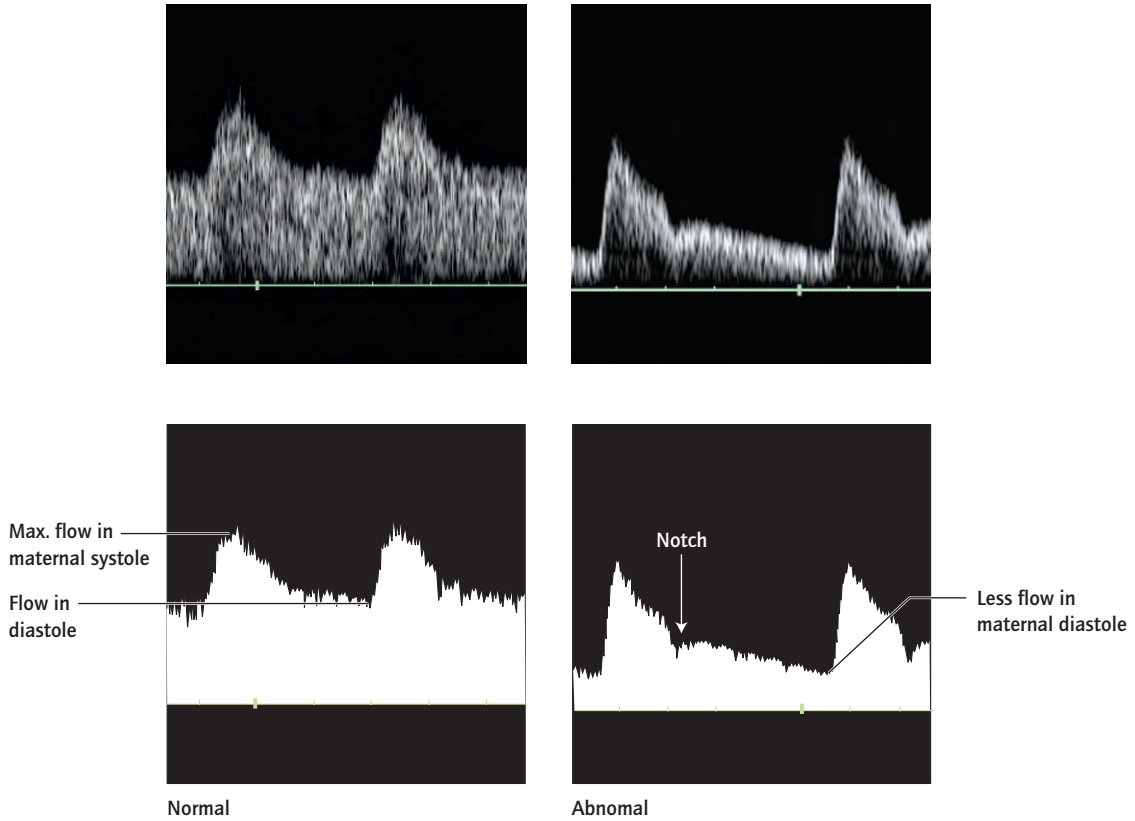 Max. flow in
maternal systole
Flow in
diastole
Notch
Less flow in
maternal diastole
Normal
Abnomal